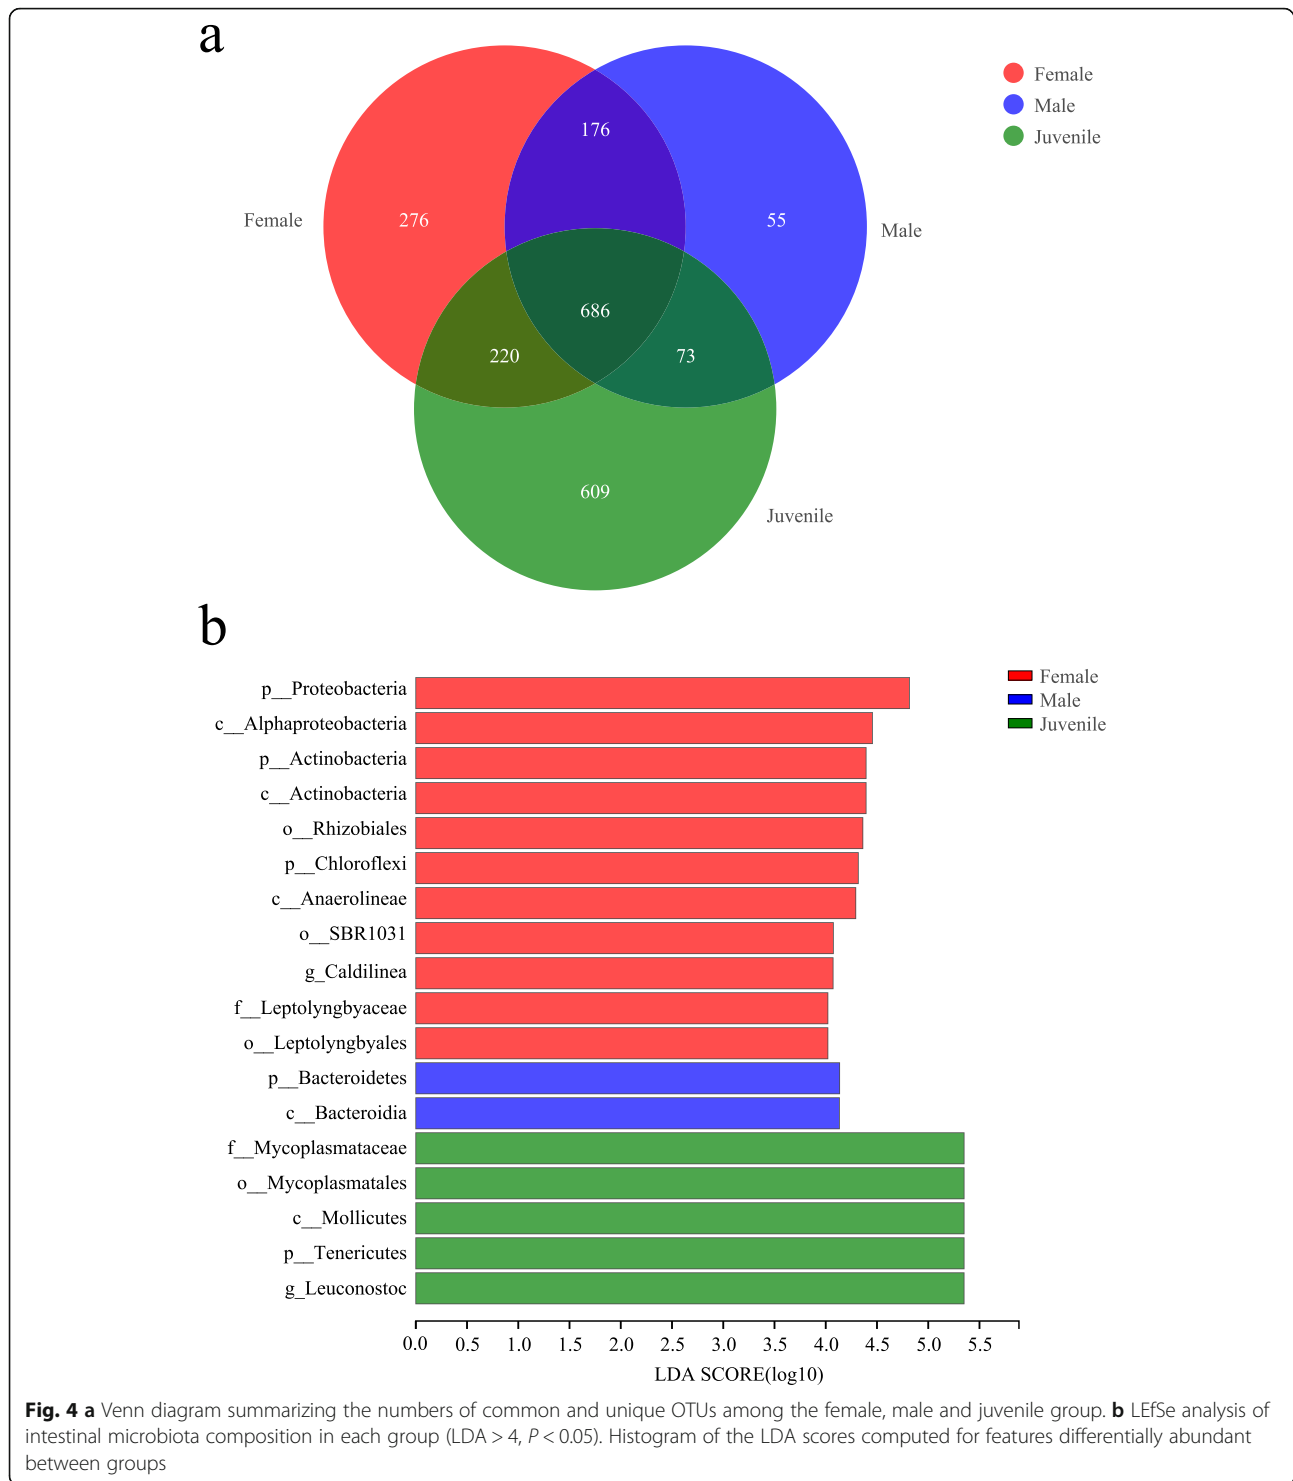 a
Female
Male
Juvenile
176
Female
276
55
Male
686
220
73
609
Juvenile
b
Female
Male
Juvenile
p__Proteobacteria
c__Alphaproteobacteria
p__Actinobacteria
c__Actinobacteria
o__Rhizobiales
p__Chloroflexi
c__Anaerolineae
o__SBR1031
g_Caldilinea
f__Leptolyngbyaceae
o__Leptolyngbyales
p__Bacteroidetes
c__Bacteroidia
f__Mycoplasmataceae
o__Mycoplasmatales
c__Mollicutes
p__Tenericutes
g_Leuconostoc
0.0 0.5 1.0 1.5 2.0 2.5 3.0 3.5 4.0 4.5 5.0 5.5
LDA SCORE(log10)
Fig. 4 a Venn diagram summarizing the numbers of common and unique OTUs among the female, male and juvenile group. b LEfSe analysis of
intestinal microbiota composition in each group (LDA > 4, P < 0.05). Histogram of the LDA scores computed for features differentially abundant
between groups